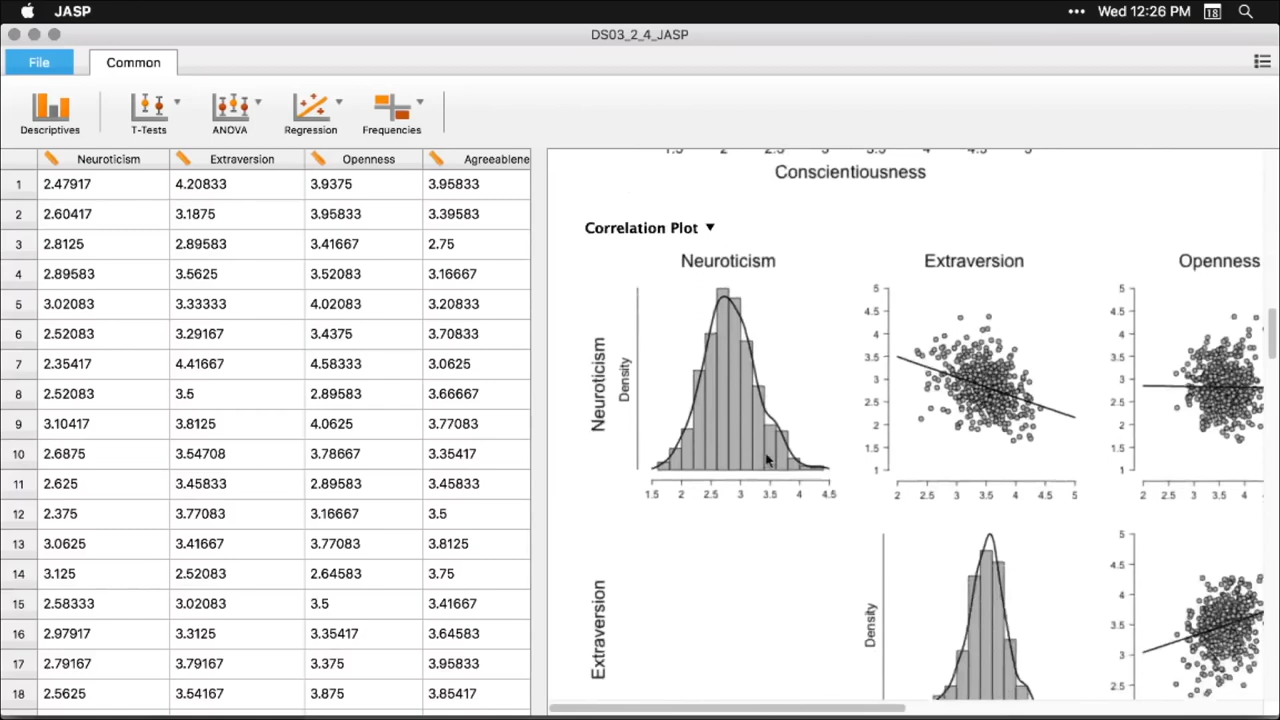 JASP
••• Wed 12:26 PM 18
DS03_2_4_JASP
File Common
Descriptives T-Tests ANOVA Regression Frequencies
Neuroticism Extraversion Openness Agreeablene
1 2.47917 4.20833 3.9375 3.95833
2 2.60417 3.1875 3.95833 3.39583
3 2.8125 2.89583 3.41667 2.75
4 2.89583 3.5625 3.52083 3.16667
5 3.02083 3.33333 4.02083 3.20833
6 2.52083 3.29167 3.4375 3.70833
7 2.35417 4.41667 4.58333 3.0625
8 2.52083 3.5 2.89583 3.66667
9 3.10417 3.8125 4.0625 3.77083
10 2.6875 3.54708 3.78667 3.35417
11 2.625 3.45833 2.89583 3.45833
12 2.375 3.77083 3.16667 3.5
13 3.0625 3.41667 3.77083 3.8125
14 3.125 2.52083 2.64583 3.75
15 2.58333 3.02083 3.5 3.41667
16 2.97917 3.3125 3.35417 3.64583
17 2.79167 3.79167 3.375 3.95833
18 2.5625 3.54167 3.875 3.85417
1.5 2 2.5 3 3.5 4 4.5 5
Conscientiousness
Correlation Plot ▼
Neuroticism Extraversion Openness
Neuroticism
Density
1.5 2 2.5 3 3.5 4 4.5
5
4.5
4
3.5
3
2.5
2
1.5
1
2 2.5 3 3.5 4 4.5 5
5
4.5
4
3.5
3
2.5
2
1.5
1
2 2.5 3 3.5 4
Extraversion
Density
5
4.5
4
3.5
3
2.5